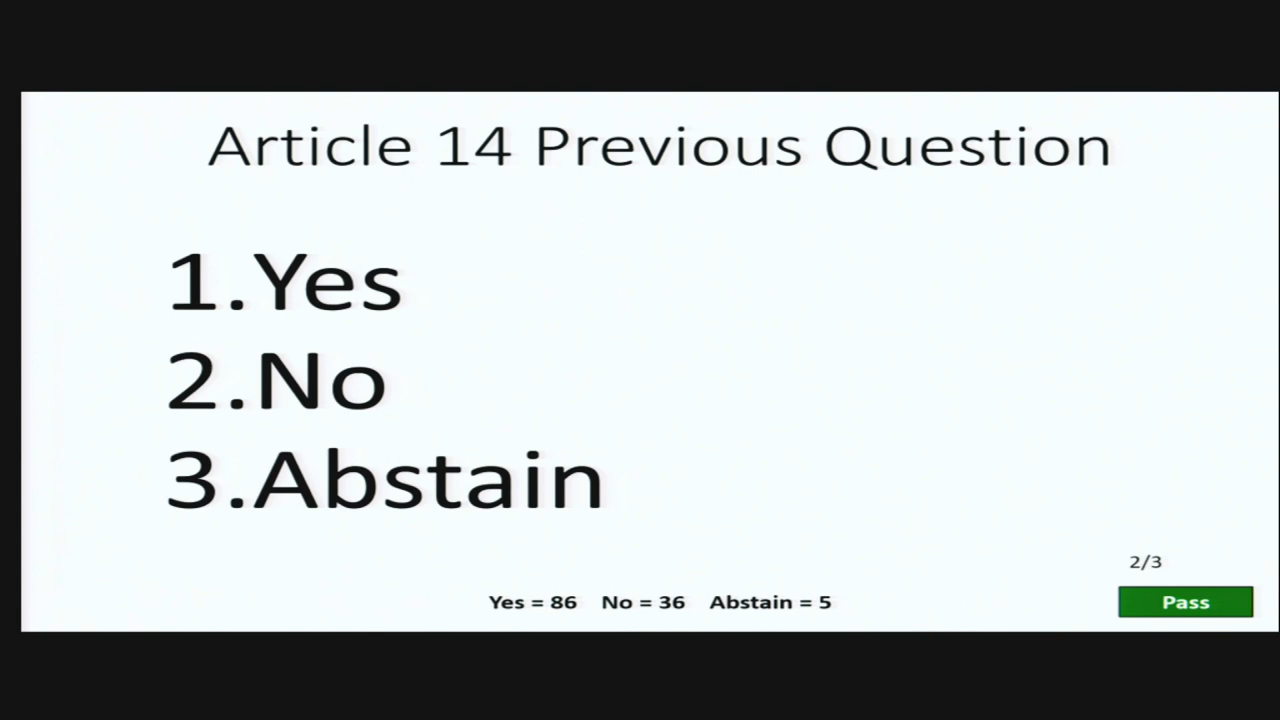 Article 14 Previous Question
1.Yes
2.No
3.Abstain
2/3
Yes = 86 No = 36 Abstain = 5
Pass